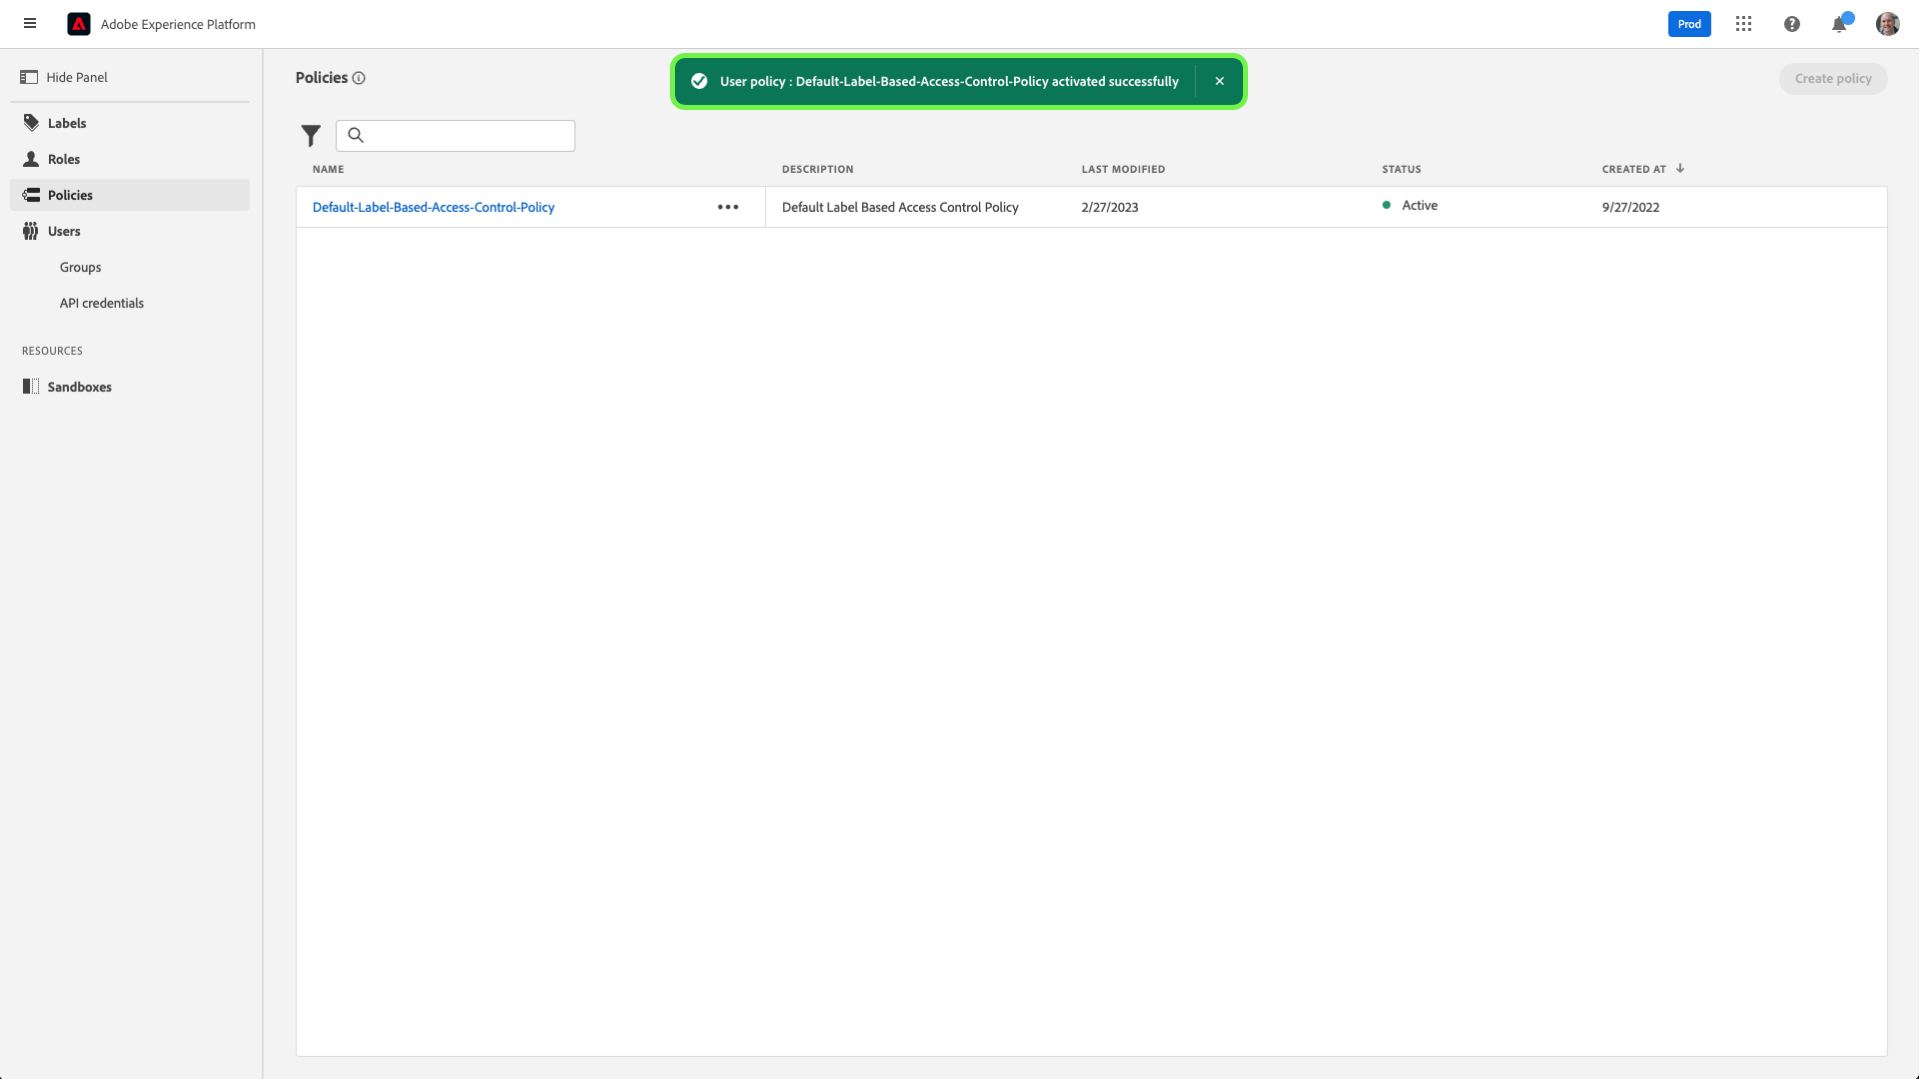 Adobe Experience Platform
Prod
Hide Panel
Labels
Roles
Policies
Users
Groups
API credentials
RESOURCES
Sandboxes
Policies
User policy : Default-Label-Based-Access-Control-Policy activated successfully
Create policy
NAME DESCRIPTION LAST MODIFIED STATUS CREATED AT
Default-Label-Based-Access-Control-Policy Default Label Based Access Control Policy 2/27/2023 Active 9/27/2022